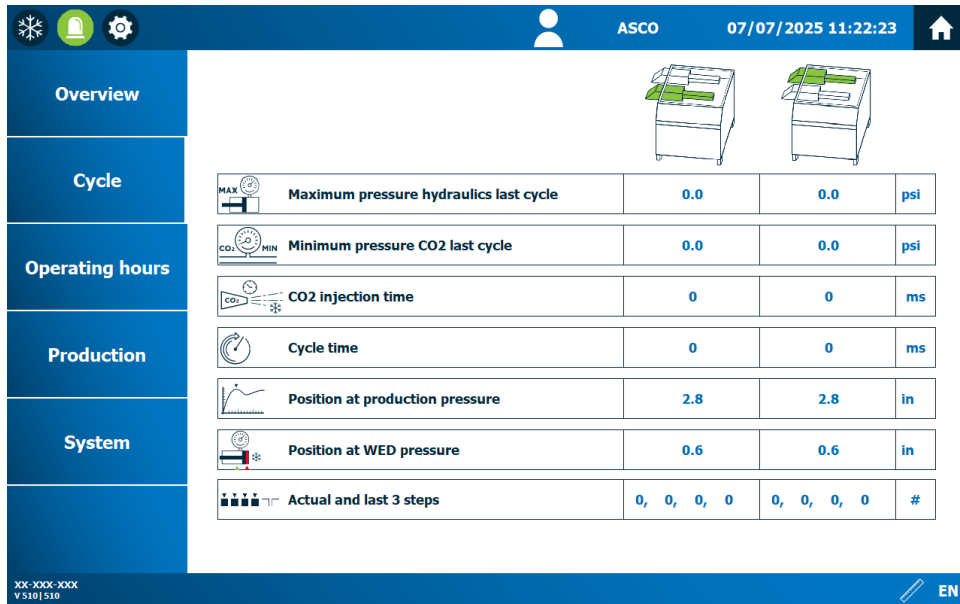 ASCO 07/07/2025 11:22:23
Overview
Cycle
Operating hours
Production
System
MAX Maximum pressure hydraulics last cycle 0.0 0.0 psi
CO₂ MIN Minimum pressure CO2 last cycle 0.0 0.0 psi
CO₂ CO2 injection time 0 0 ms
Cycle time 0 0 ms
Position at production pressure 2.8 2.8 in
Position at WED pressure 0.6 0.6 in
Actual and last 3 steps 0, 0, 0, 0 0, 0, 0, 0 #
XX-XXX-XXX
V 510|510
EN